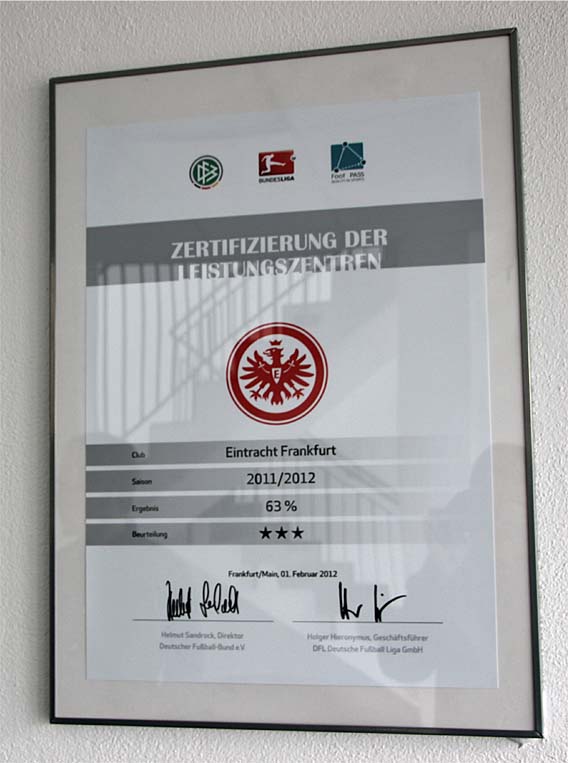 DFB
BUNDESLIGA
Foot PASS
ZERTIFIZIERUNG DER
LEISTUNGSZENTREN
E
Club Eintracht Frankfurt
Saison 2011/2012
Ergebnis 63 %
Beurteilung ★★★
Frankfurt/Main, 01. Februar 2012
Helmut Sandrock, Direktor
Deutscher Fußball-Bund e.V.
Holger Hieronymus, Geschäftsführer
DFL Deutsche Fußball Liga GmbH